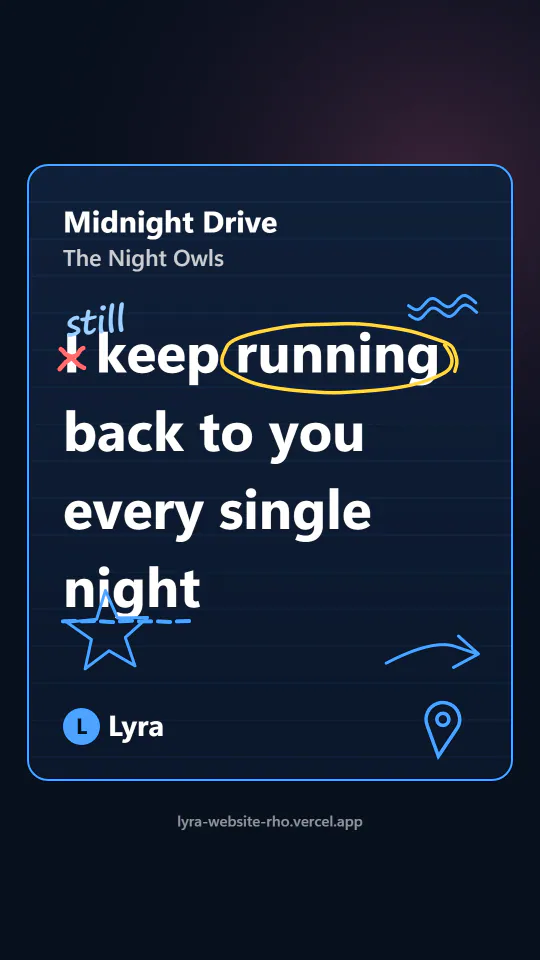 Midnight Drive
The Night Owls
still
I keep running
back to you
every single
night
L Lyra
lyra-website-rho.vercel.app